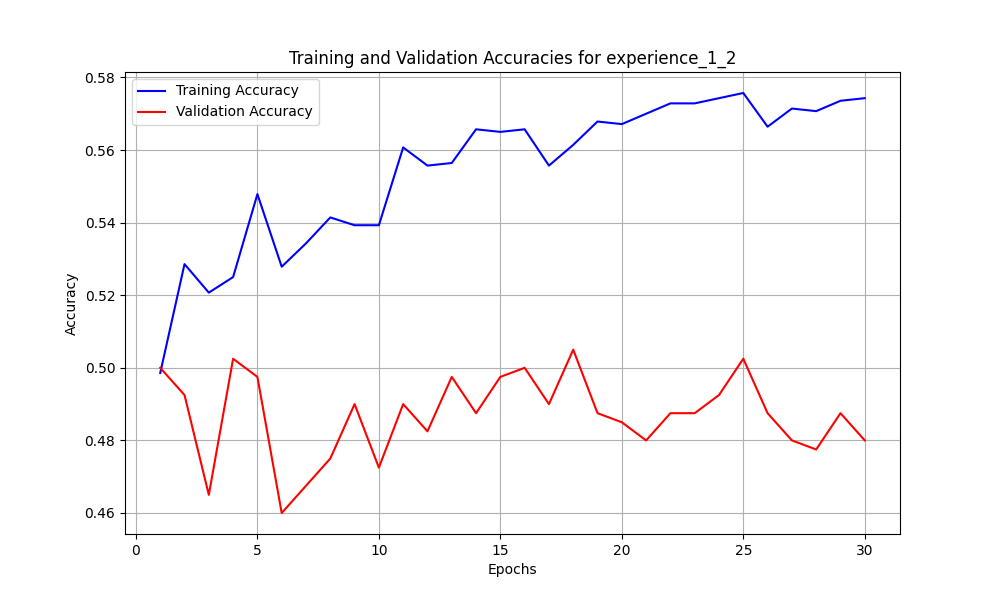 Training and Validation Accuracies for experience_1_2
Training Accuracy
Validation Accuracy
Accuracy
0.58
0.56
0.54
0.52
0.50
0.48
0.46
0 5 10 15 20 25 30
Epochs